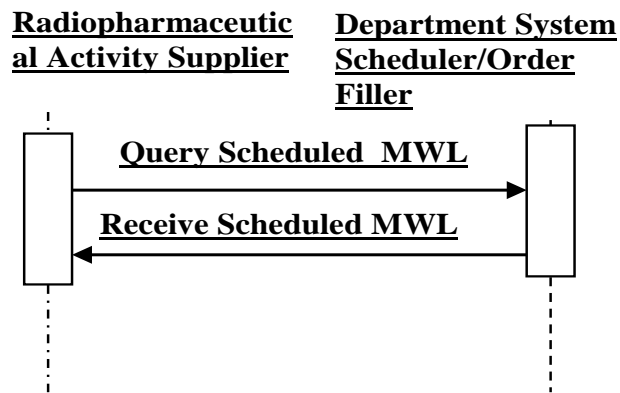 Radiopharmaceutic
al Activity Supplier
Department System
Scheduler/Order
Filler
Query Scheduled  MWL
Receive Scheduled MWL